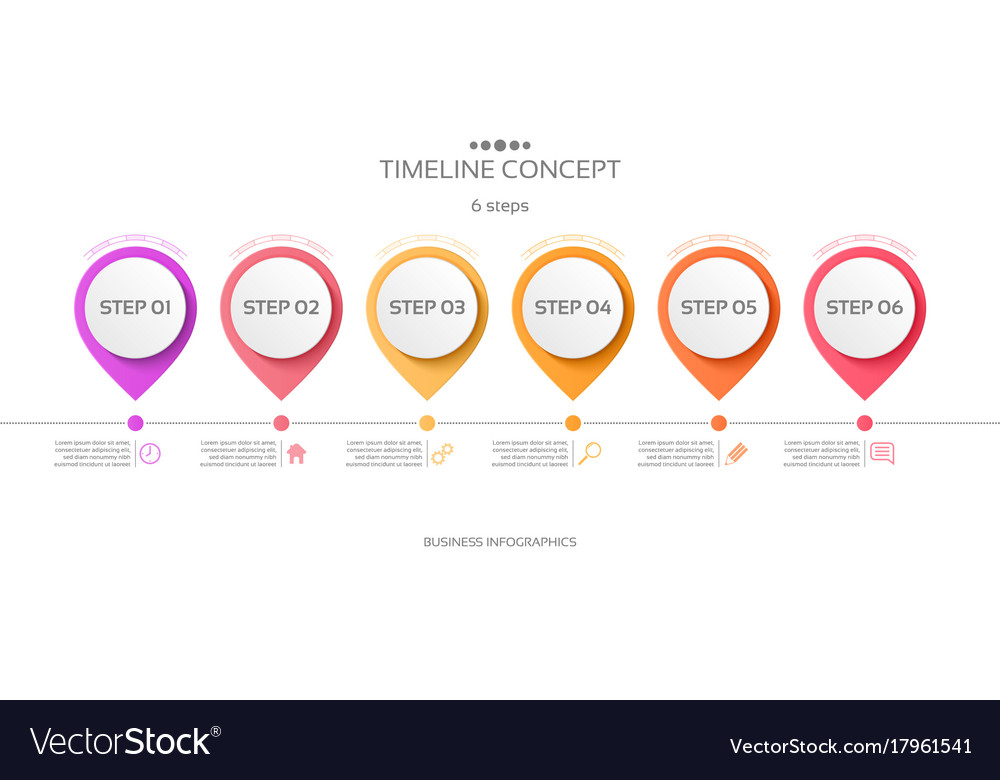 TIMELINE CONCEPT
6 steps
STEP 01
STEP 02
STEP 03
STEP 04
STEP 05
STEP 06
Lorem ipsum dolor sit amet,
consectetuer adipiscing elit,
sed diam nonummy nibh
euismod tincidunt ut laoreet
Lorem ipsum dolor sit amet,
consectetuer adipiscing elit,
sed diam nonummy nibh
euismod tincidunt ut laoreet
Lorem ipsum dolor sit amet,
consectetuer adipiscing elit,
sed diam nonummy nibh
euismod tincidunt ut laoreet
Lorem ipsum dolor sit amet,
consectetuer adipiscing elit,
sed diam nonummy nibh
euismod tincidunt ut laoreet
Lorem ipsum dolor sit amet,
consectetuer adipiscing elit,
sed diam nonummy nibh
euismod tincidunt ut laoreet
Lorem ipsum dolor sit amet,
consectetuer adipiscing elit,
sed diam nonummy nibh
euismod tincidunt ut laoreet
BUSINESS INFOGRAPHICS
VectorStock®
VectorStock.com/17961541